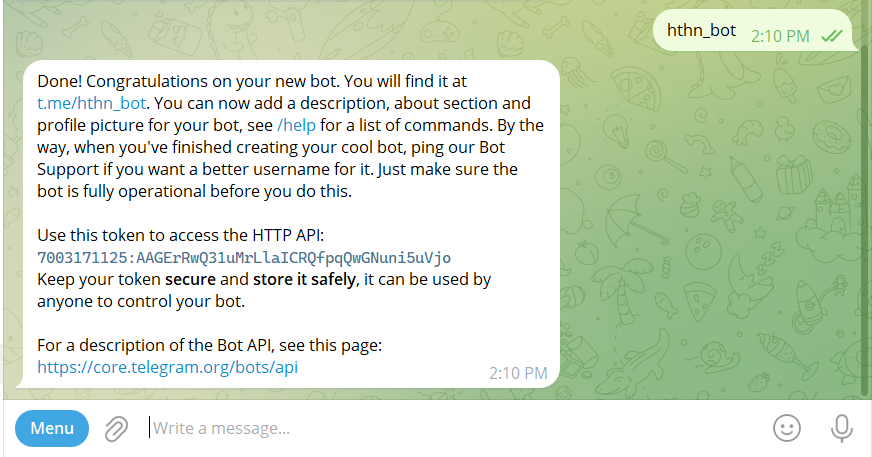 hthn_bot 2:10 PM
Done! Congratulations on your new bot. You will find it at
t.me/hthn_bot. You can now add a description, about section and
profile picture for your bot, see /help for a list of commands. By the
way, when you've finished creating your cool bot, ping our Bot
Support if you want a better username for it. Just make sure the
bot is fully operational before you do this.
Use this token to access the HTTP API:
7003171125:AAGErRwQ31uMrLlaICRQfpqQwGNuni5uVjo
Keep your token secure and store it safely, it can be used by
anyone to control your bot.
For a description of the Bot API, see this page:
https://core.telegram.org/bots/api
2:10 PM
Menu
Write a message...